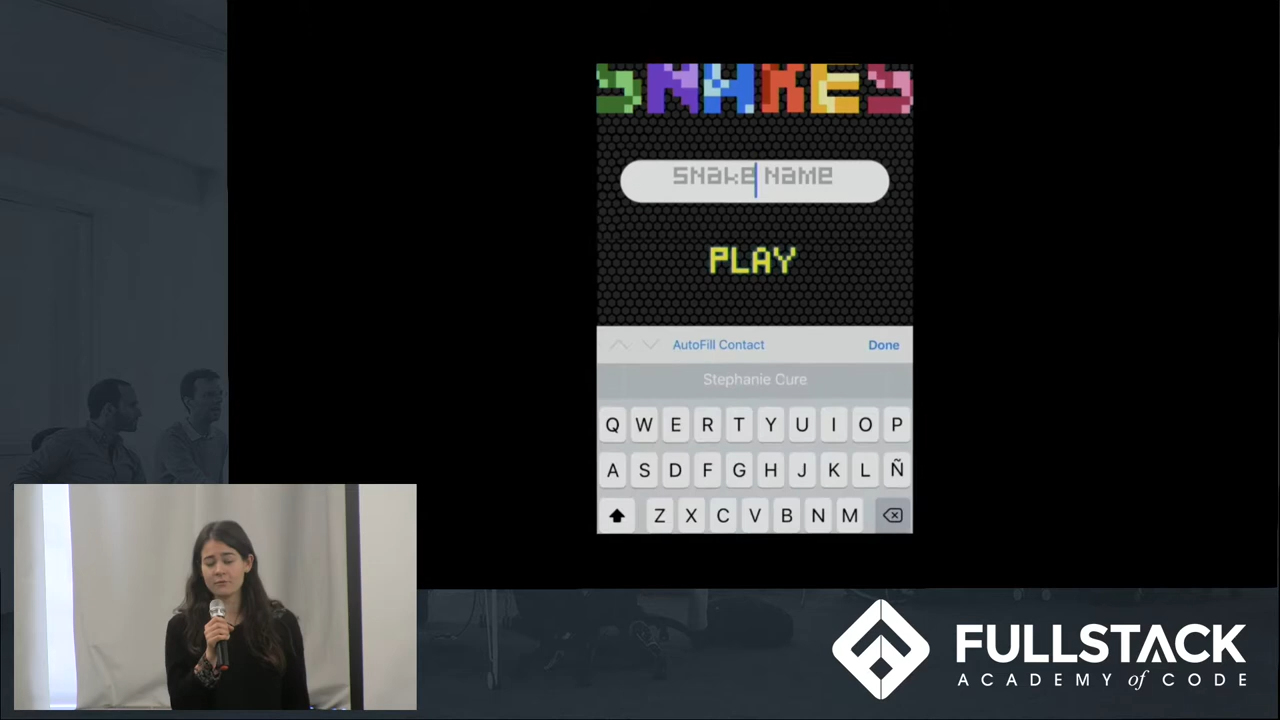 SNAKES
Snake Name
PLAY
AutoFill Contact Done
Stephanie Cure
Q W E R T Y U I O P
A S D F G H J K L Ñ
Z X C V B N M
FULLSTACK
ACADEMY of CODE